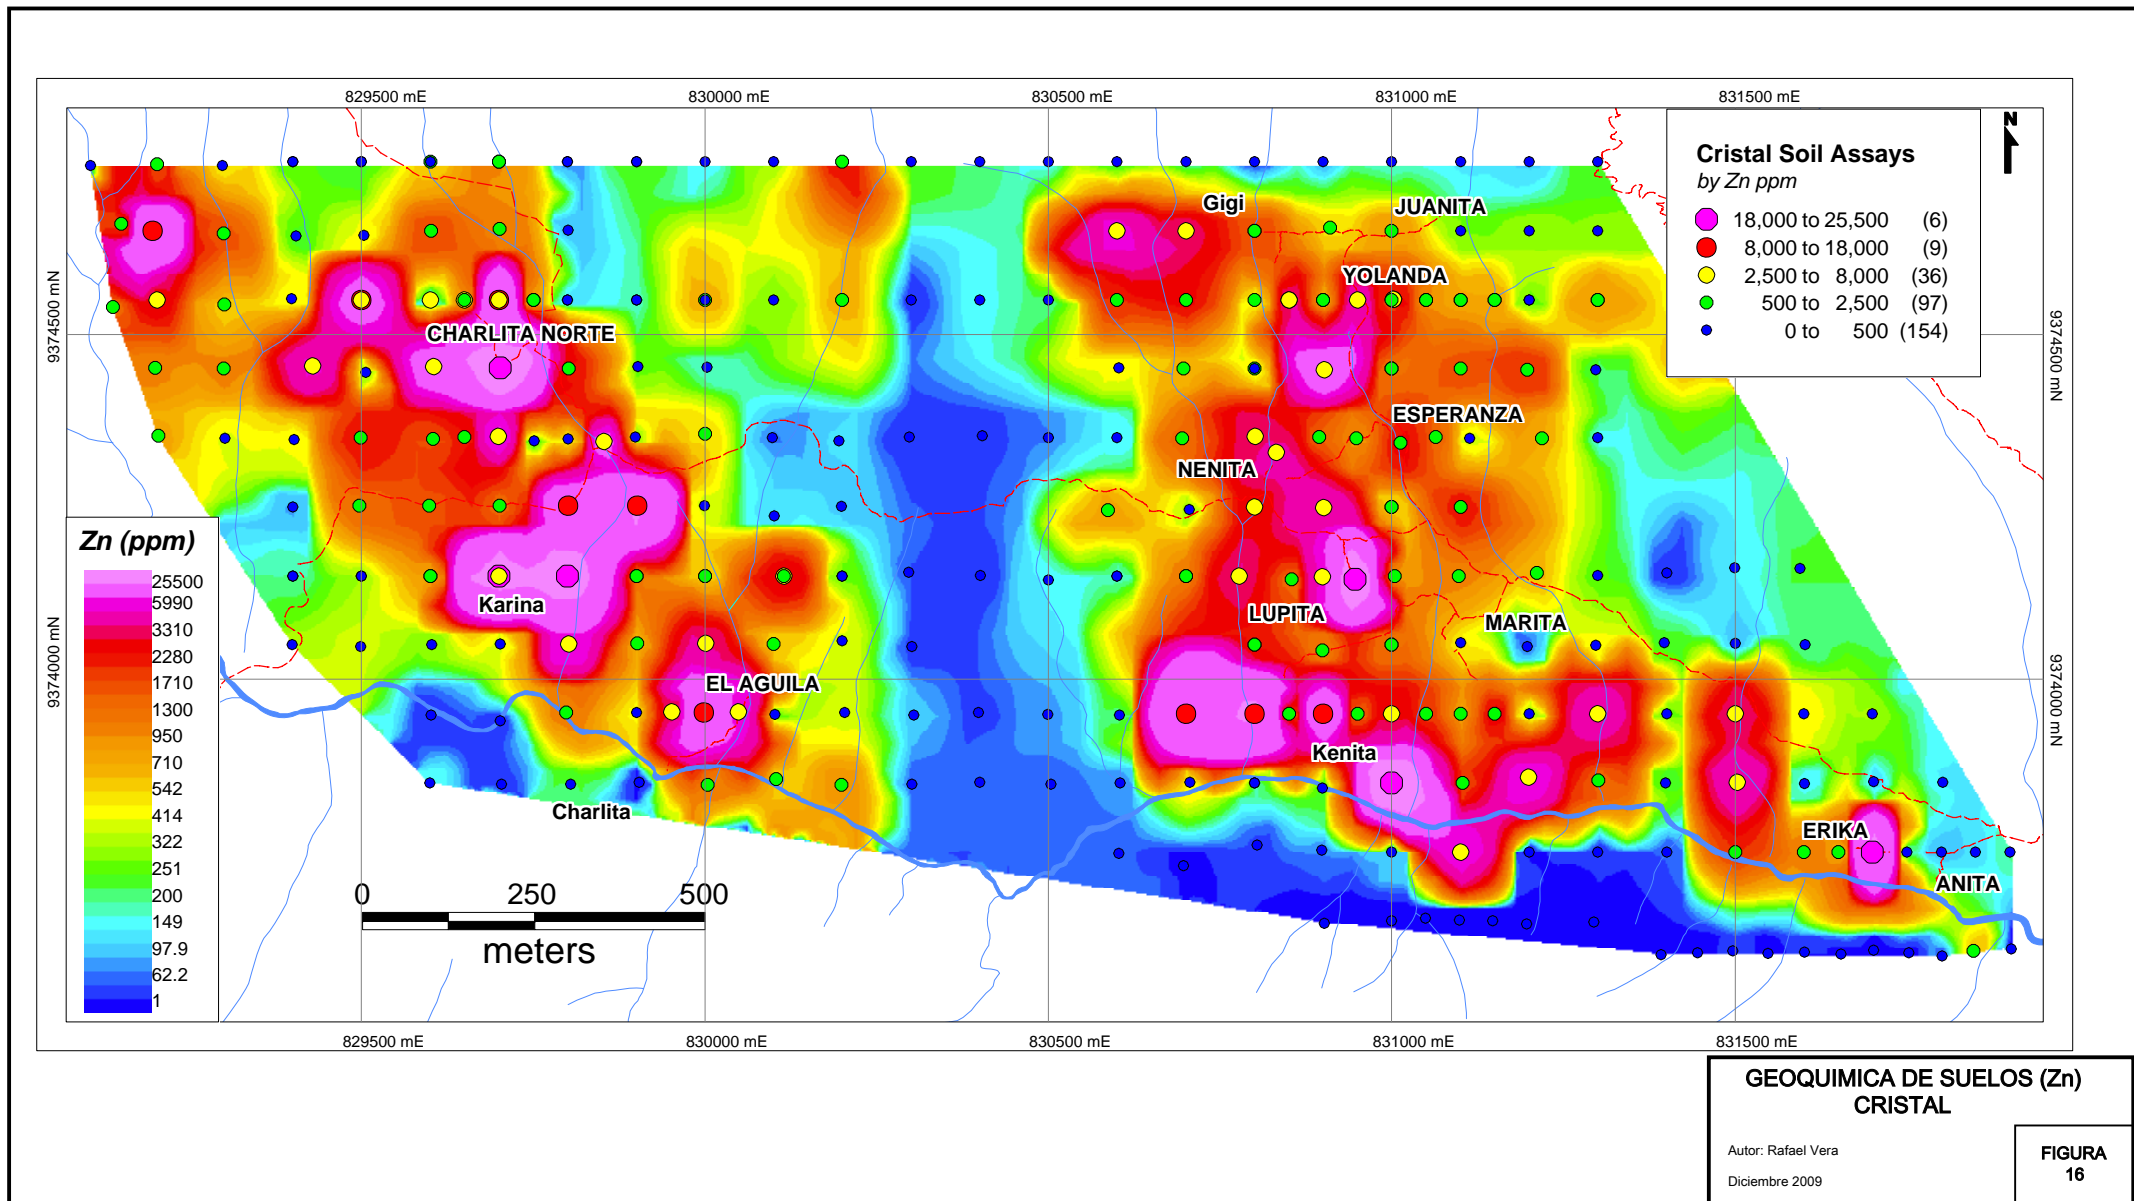 829500 mE
830000 mE
830500 mE
831000 mE
831500 mE
N
Cristal Soil Assays
by Zn ppm
18,000 to 25,500 (6)
8,000 to 18,000 (9)
2,500 to 8,000 (36)
500 to 2,500 (97)
0 to 500 (154)
Gigi
JUANITA
YOLANDA
9374500 mN
9374500 mN
CHARLITA NORTE
ESPERANZA
NENITA
Zn (ppm)
25500
5990
3310
2280
1710
1300
950
710
542
414
322
251
200
149
97.9
62.2
1
Karina
LUPITA
MARITA
9374000 mN
9374000 mN
EL AGUILA
Kenita
Charlita
ERIKA
ANITA
0 250 500
meters
829500 mE
830000 mE
830500 mE
831000 mE
831500 mE
GEOQUIMICA DE SUELOS (Zn)
CRISTAL
Autor: Rafael Vera
Diciembre 2009
FIGURA
16